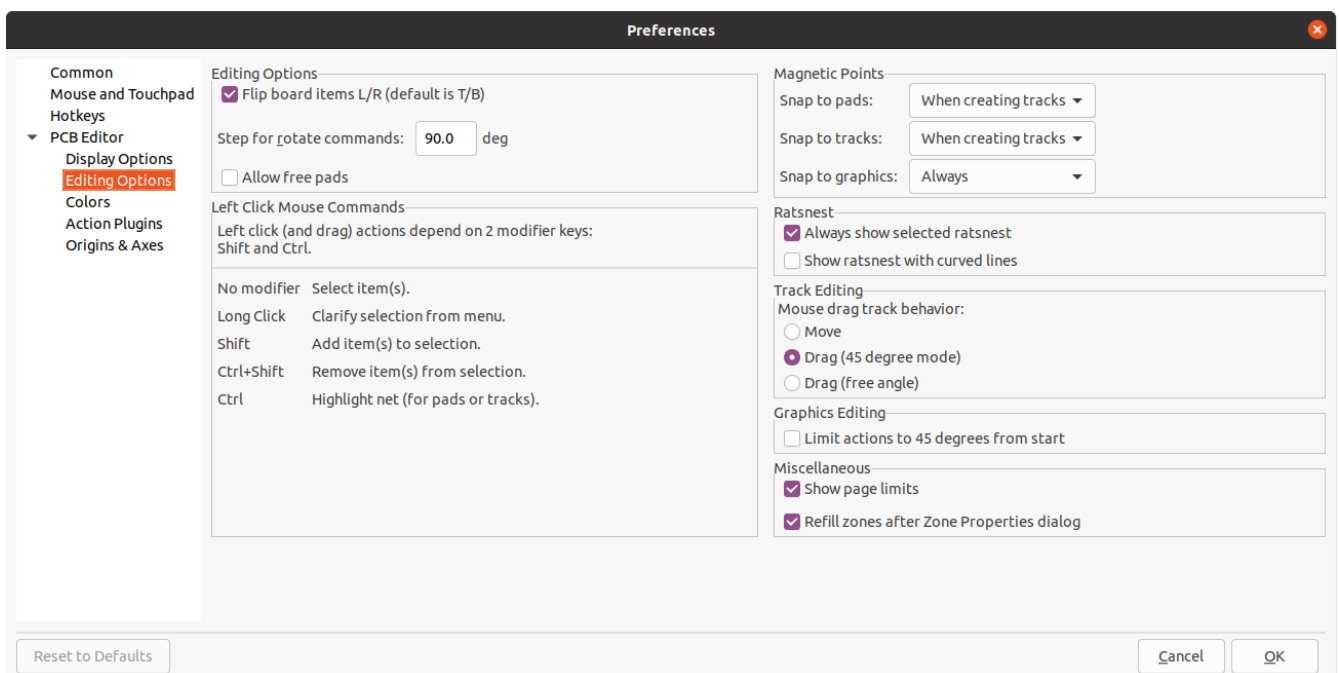 Preferences
Common
Mouse and Touchpad
Hotkeys
PCB Editor
Display Options
Editing Options
Colors
Action Plugins
Origins & Axes
Editing Options
Flip board items L/R (default is T/B)
Step for rotate commands: 90.0 deg
Allow free pads
Left Click Mouse Commands
Left click (and drag) actions depend on 2 modifier keys:
Shift and Ctrl.
No modifier Select item(s).
Long Click Clarify selection from menu.
Shift Add item(s) to selection.
Ctrl+Shift Remove item(s) from selection.
Ctrl Highlight net (for pads or tracks).
Magnetic Points
Snap to pads: When creating tracks
Snap to tracks: When creating tracks
Snap to graphics: Always
Ratsnest
Always show selected ratsnest
Show ratsnest with curved lines
Track Editing
Mouse drag track behavior:
Move
Drag (45 degree mode)
Drag (free angle)
Graphics Editing
Limit actions to 45 degrees from start
Miscellaneous
Show page limits
Refill zones after Zone Properties dialog
Reset to Defaults
Cancel
OK